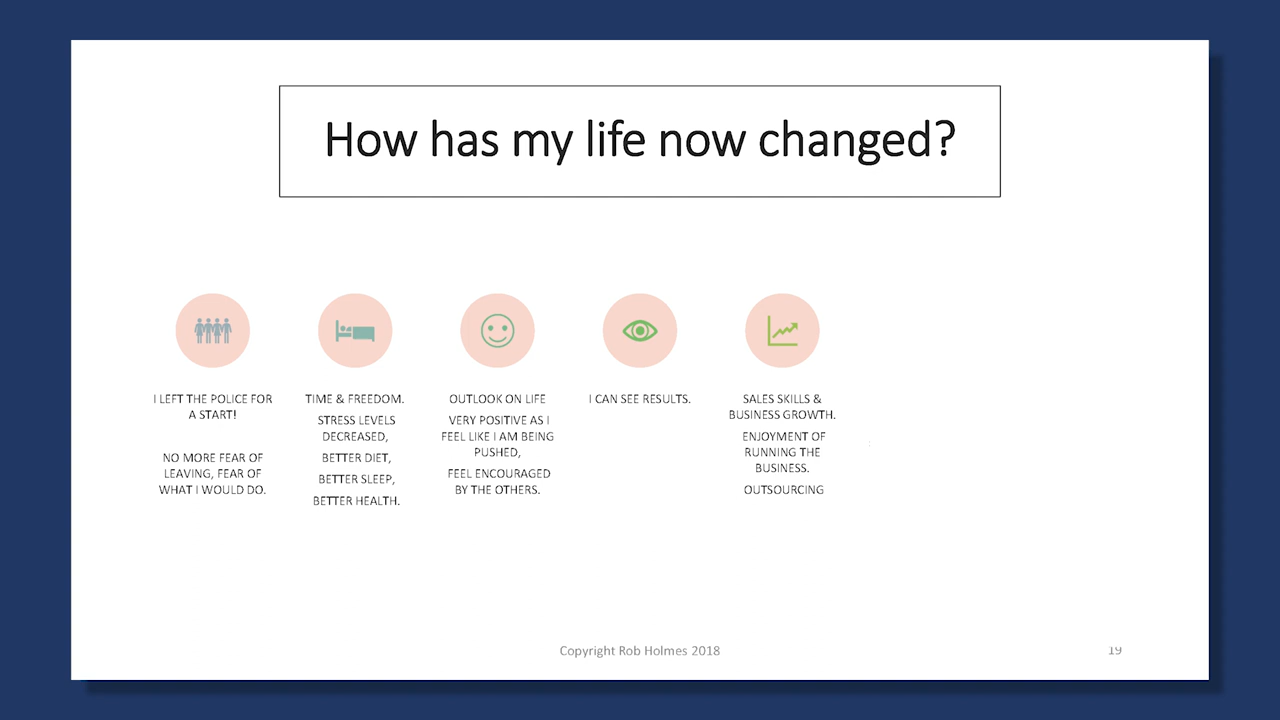 How has my life now changed?
I LEFT THE POLICE FOR
A START!
NO MORE FEAR OF
LEAVING, FEAR OF
WHAT I WOULD DO.
TIME & FREEDOM.
STRESS LEVELS
DECREASED,
BETTER DIET,
BETTER SLEEP,
BETTER HEALTH.
OUTLOOK ON LIFE
VERY POSITIVE AS I
FEEL LIKE I AM BEING
PUSHED,
FEEL ENCOURAGED
BY THE OTHERS.
I CAN SEE RESULTS.
SALES SKILLS &
BUSINESS GROWTH.
ENJOYMENT OF
RUNNING THE
BUSINESS.
OUTSOURCING
Copyright Rob Holmes 2018
19